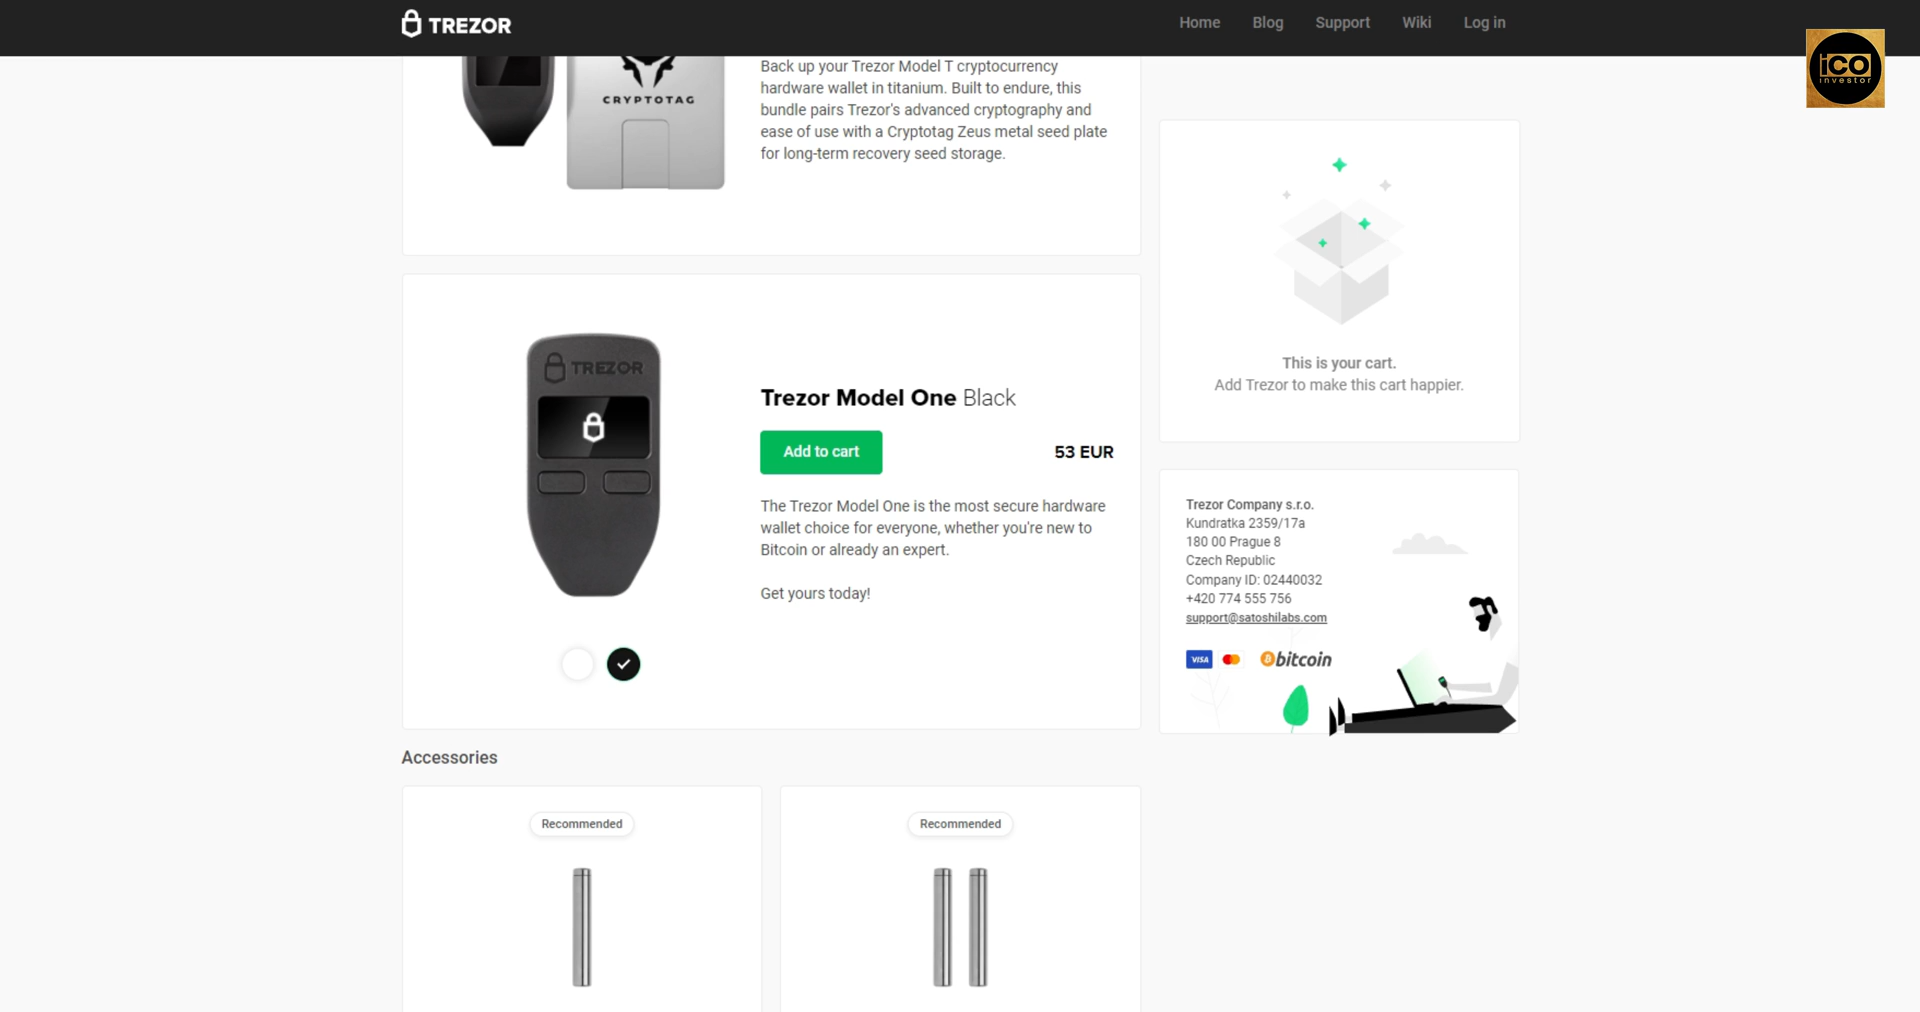 TREZOR
Home
Blog
Support
Wiki
Log in
iCO
investor
CRYPTOTAG
Back up your Trezor Model T cryptocurrency
hardware wallet in titanium. Built to endure, this
bundle pairs Trezor's advanced cryptography and
ease of use with a Cryptotag Zeus metal seed plate
for long-term recovery seed storage.
TREZOR
Trezor Model One Black
Add to cart
53 EUR
The Trezor Model One is the most secure hardware
wallet choice for everyone, whether you're new to
Bitcoin or already an expert.
Get yours today!
This is your cart.
Add Trezor to make this cart happier.
Trezor Company s.r.o.
Kundratka 2359/17a
180 00 Prague 8
Czech Republic
Company ID: 02440032
+420 774 555 756
support@satoshilabs.com
VISA
bitcoin
Accessories
Recommended
Recommended